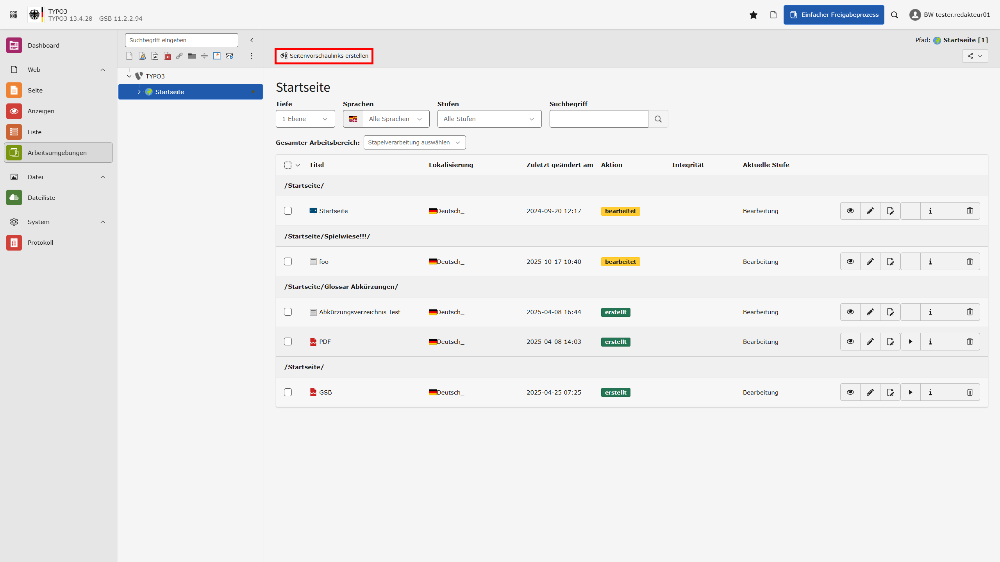 TYPO3
TYPO3 13.4.28 - GSB 11.2.2.94
Einfacher Freigabeprozess
BW tester.redakteur01
Dashboard
Web
Seite
Anzeigen
Liste
Arbeitsumgebungen
Datei
Dateiliste
System
Protokoll
Suchbegriff eingeben
TYPO3
Startseite
Pfad: Startseite [1]
Seitenvorschaulinks erstellen
Startseite
Tiefe Sprachen Stufen Suchbegriff
1 Ebene Alle Sprachen Alle Stufen
Gesamter Arbeitsbereich: Stapelverarbeitung auswählen
Titel Lokalisierung Zuletzt geändert am Aktion Integrität Aktuelle Stufe
/Startseite/
Startseite Deutsch_ 2024-09-20 12:17 bearbeitet Bearbeitung
/Startseite/Spielwiese!!!/
foo Deutsch_ 2025-10-17 10:40 bearbeitet Bearbeitung
/Startseite/Glossar Abkürzungen/
Abkürzungsverzeichnis Test Deutsch_ 2025-04-08 16:44 erstellt Bearbeitung
PDF Deutsch_ 2025-04-08 14:03 erstellt Bearbeitung
/Startseite/
GSB Deutsch_ 2025-04-25 07:25 erstellt Bearbeitung